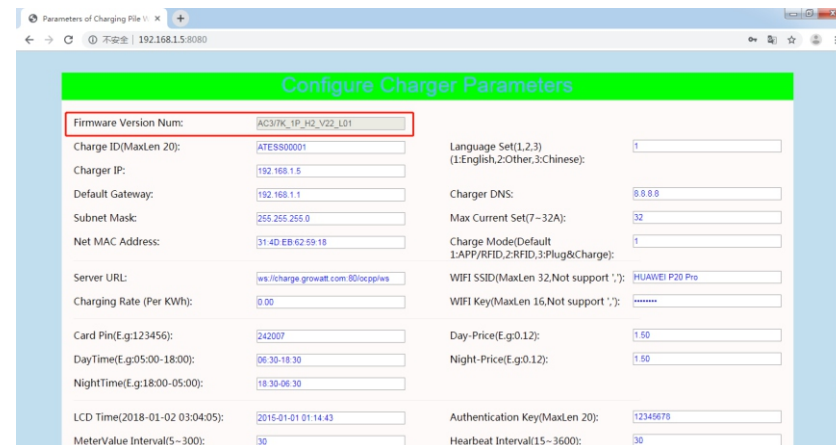 Parameters of Charging Pile W
不安全 | 192.168.1.5:8080
Configure Charger Parameters
Firmware Version Num: AC3/7K_1P_H2_V22_L01
Charge ID(MaxLen 20): ATESS00001 Language Set(1,2,3)
(1:English,2:Other,3:Chinese): 1
Charger IP: 192.168.1.5
Default Gateway: 192.168.1.1 Charger DNS: 8.8.8.8
Subnet Mask: 255.255.255.0 Max Current Set(7~32A): 32
Net MAC Address: 31:4D:EB:62:59:18 Charge Mode(Default
1:APP/RFID,2:RFID,3:Plug&Charge): 1
Server URL: ws://charge.growatt.com:80/ocpp/ws WIFI SSID(MaxLen 32,Not support ','): HUAWEI P20 Pro
Charging Rate (Per KWh): 0.00 WIFI Key(MaxLen 16,Not support ','): ••••••••
Card Pin(E.g:123456): 242007 Day-Price(E.g:0.12): 1.50
DayTime(E.g:05:00-18:00): 06:30-18:30 Night-Price(E.g:0.12): 1.50
NightTime(E.g:18:00-05:00): 18:30-06:30
LCD Time(2018-01-02 03:04:05): 2015-01-01 01:14:43 Authentication Key(MaxLen 20): 12345678
MeterValue Interval(5~300): 30 Hearbeat Interval(15~3600): 30